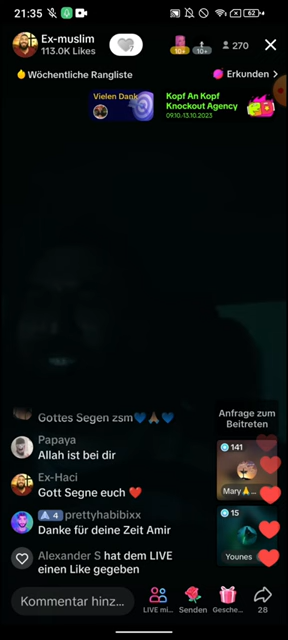 21:35
62
Ex-muslim
113.0K Likes
10+
10+
270
Wöchentliche Rangliste
Erkunden >
Vielen Dank
Kopf An Kopf
Knockout Agency
09.10.-13.10.2023
Gottes Segen zsm💙🙏🏽💙
Anfrage zum
Beitreten
Papaya
Allah ist bei dir
141
Mary🙏...
Ex-Haci
Gott Segne euch ❤️
4 prettyhabibixx
Danke für deine Zeit Amir
15
Younes
Alexander S hat dem LIVE
einen Like gegeben
Kommentar hinz...
LIVE mi...
Senden
Gesche...
28